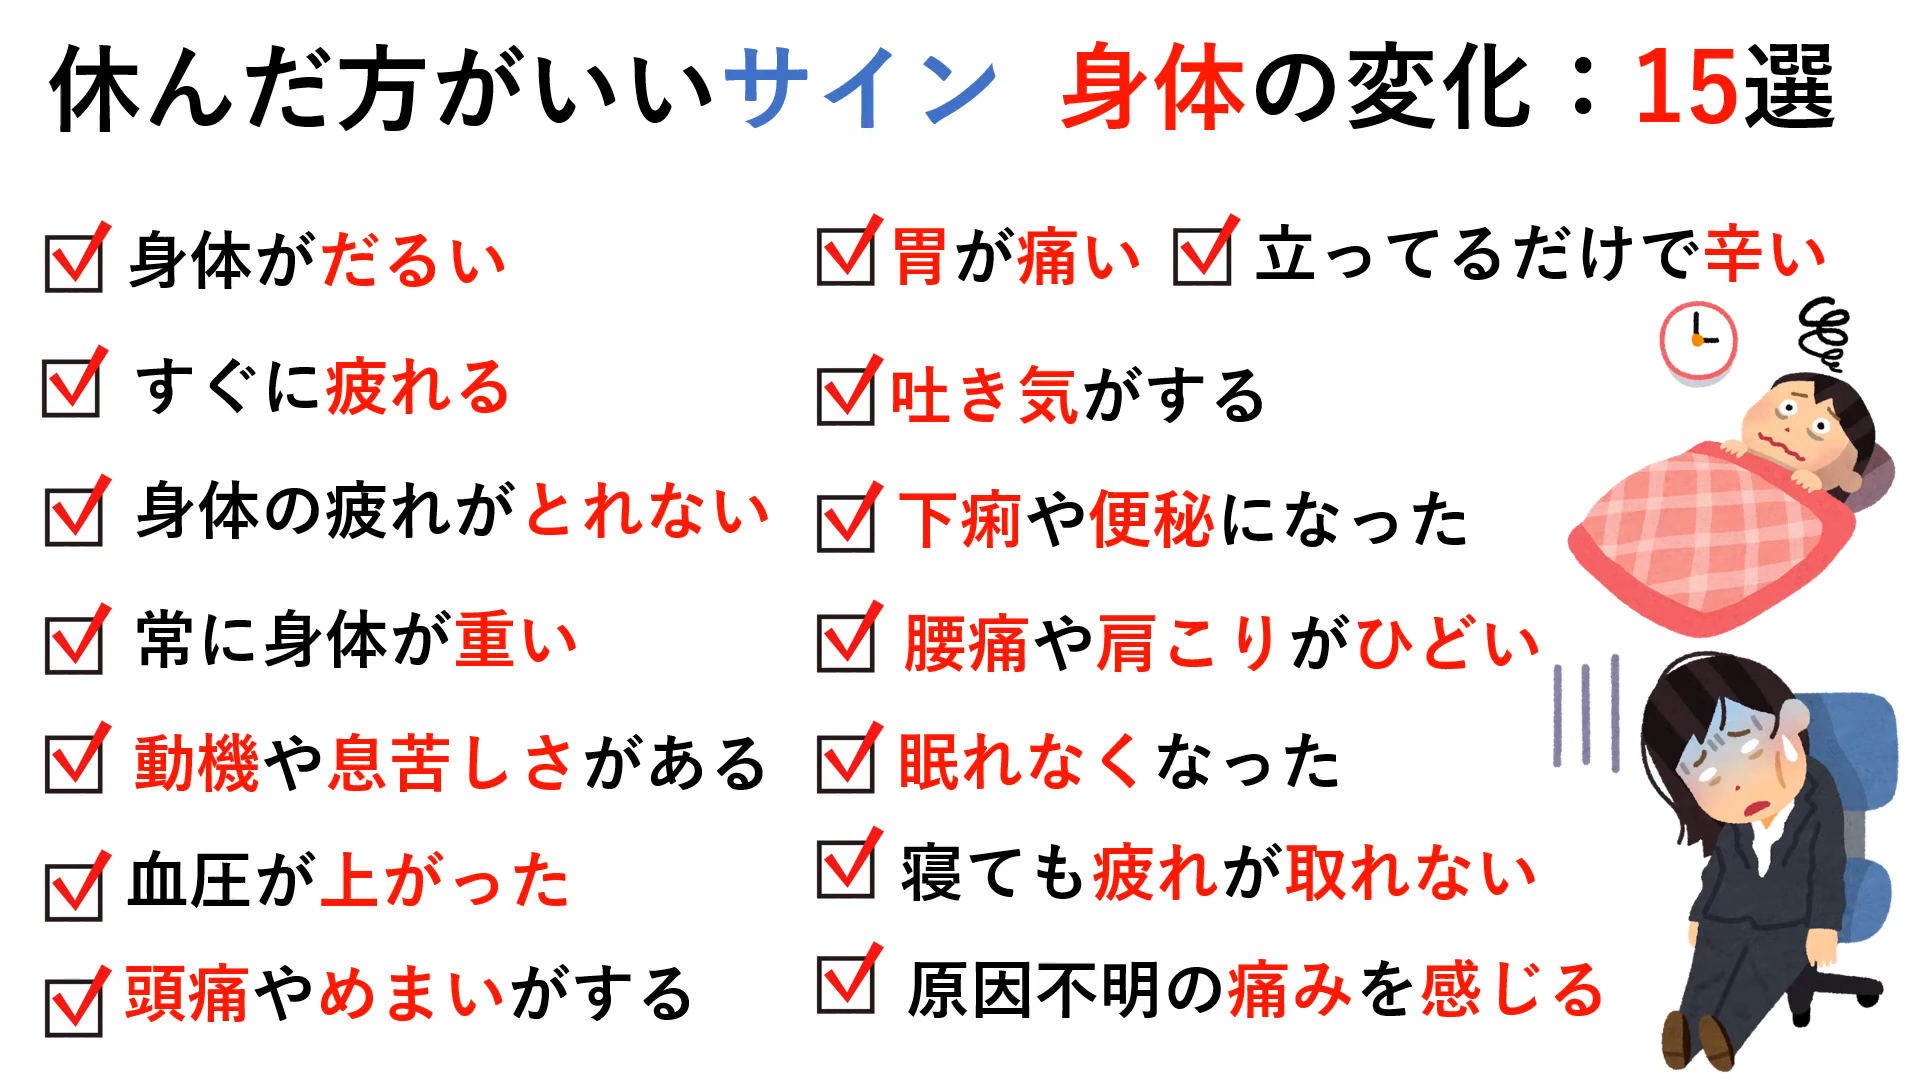 休んだ方がいいサイン 身体の変化：15選
身体がだるい
すぐに疲れる
身体の疲れがとれない
常に身体が重い
動機や息苦しさがある
血圧が上がった
頭痛やめまいがする
胃が痛い
立ってるだけで辛い
吐き気がする
下痢や便秘になった
腰痛や肩こりがひどい
眠れなくなった
寝ても疲れが取れない
原因不明の痛みを感じる